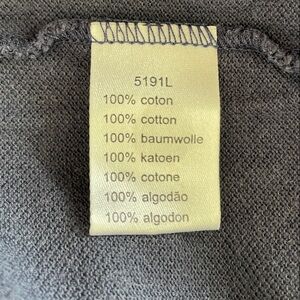 5191L
100% coton
100% cotton
100% baumwolle
100% katoen
100% cotone
100% algodão
100% algodon